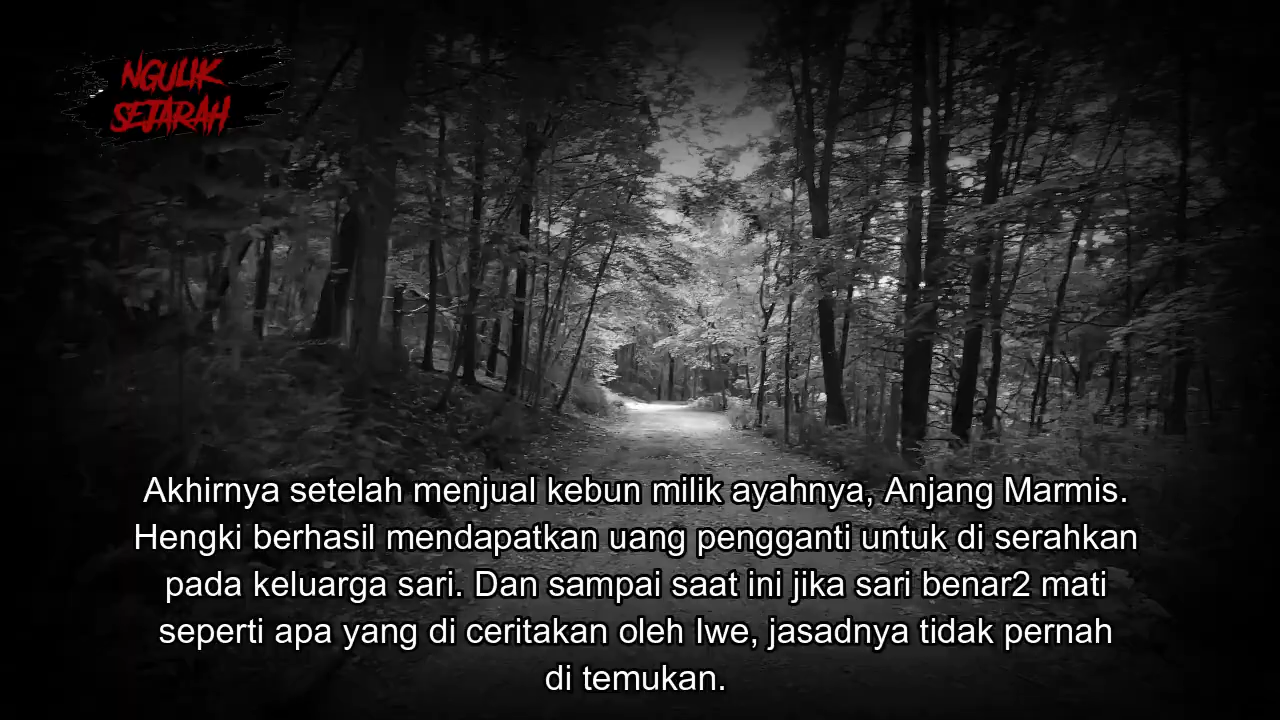 NGULIK
SEJARAH
Akhirnya setelah menjual kebun milik ayahnya, Anjang Marmis.
Hengki berhasil mendapatkan uang pengganti untuk di serahkan
pada keluarga sari. Dan sampai saat ini jika sari benar2 mati
seperti apa yang di ceritakan oleh Iwe, jasadnya tidak pernah
di temukan.